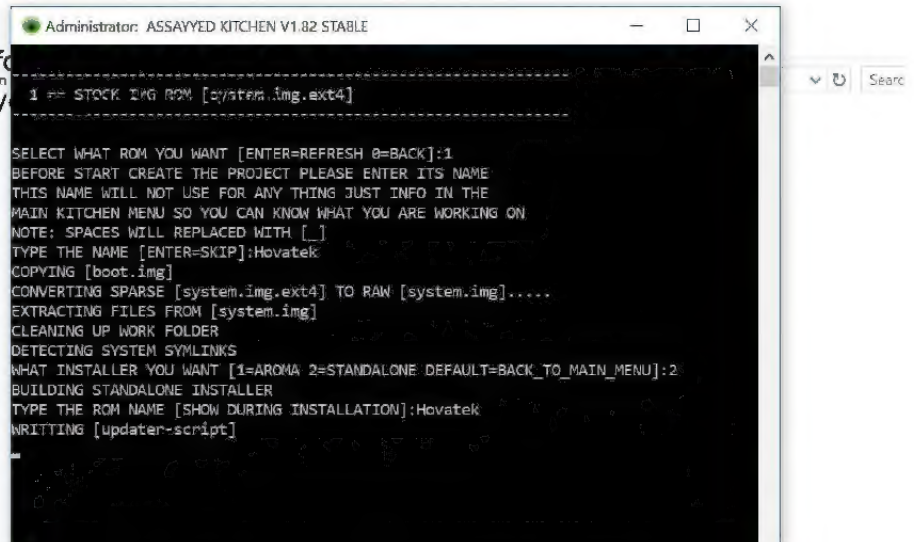 Administrator: ASSAYYED KITCHEN V1.82 STABLE
Searc
1 == STOCK IMG ROM [system.img.ext4]
SELECT WHAT ROM YOU WANT [ENTER=REFRESH 0=BACK]:1
BEFORE START CREATE THE PROJECT PLEASE ENTER ITS NAME
THIS NAME WILL NOT USE FOR ANY THING JUST INFO IN THE
MAIN KITCHEN MENU SO YOU CAN KNOW WHAT YOU ARE WORKING ON
NOTE: SPACES WILL REPLACED WITH [_]
TYPE THE NAME [ENTER=SKIP]:Hovatek
COPYING [boot.img]
CONVERTING SPARSE [system.img.ext4] TO RAW [system.img].....
EXTRACTING FILES FROM [system.img]
CLEANING UP WORK FOLDER
DETECTING SYSTEM SYMLINKS
WHAT INSTALLER YOU WANT [1=AROMA 2=STANDALONE DEFAULT=BACK_TO_MAIN_MENU]:2
BUILDING STANDALONE INSTALLER
TYPE THE ROM NAME [SHOW DURING INSTALLATION]:Hovatek
WRITTING [updater-script]